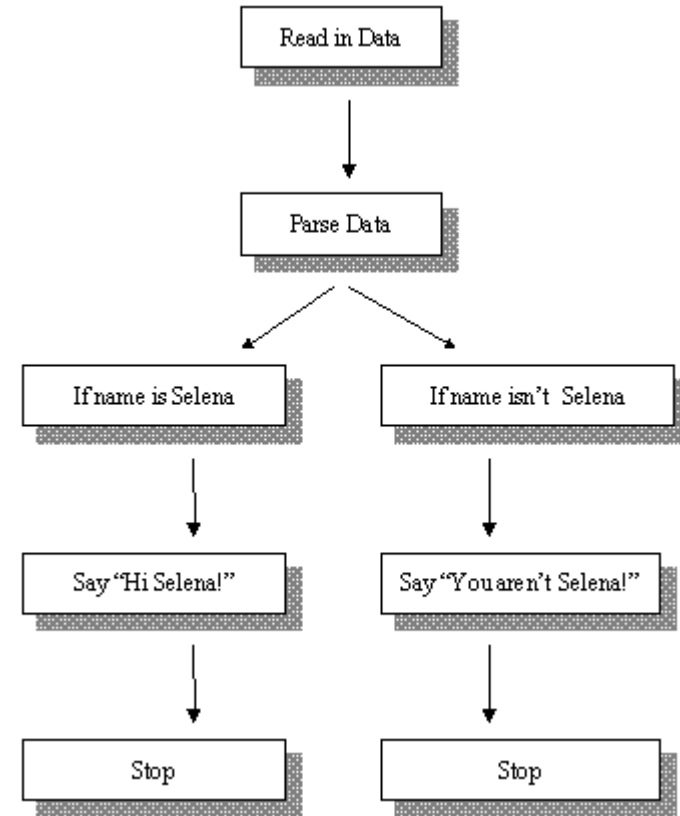 Read in Data
Parse Data
If name is Selena
If name isn't Selena
Say “Hi Selena!”
Say “You aren't Selena!”
Stop
Stop